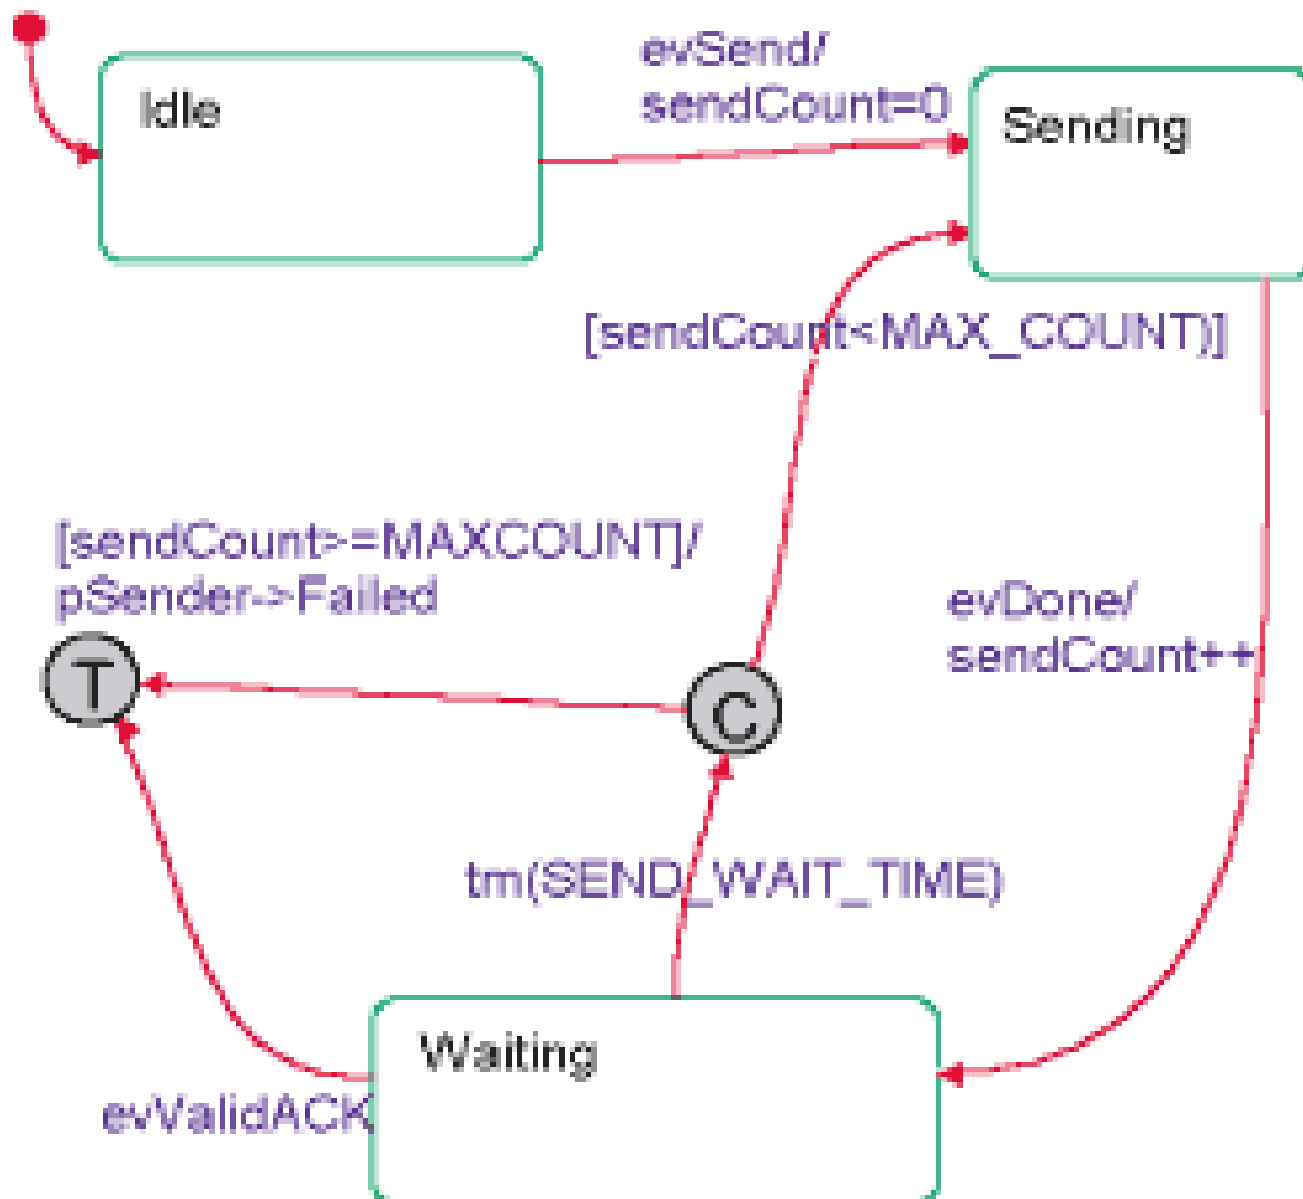 Idle
evSend/
sendCount=0
Sending
[sendCount<MAX_COUNT)]
[sendCount>=MAXCOUNT]/
pSender->Failed
evDone/
sendCount++
T
C
tm(SEND_WAIT_TIME)
Waiting
evValidACK